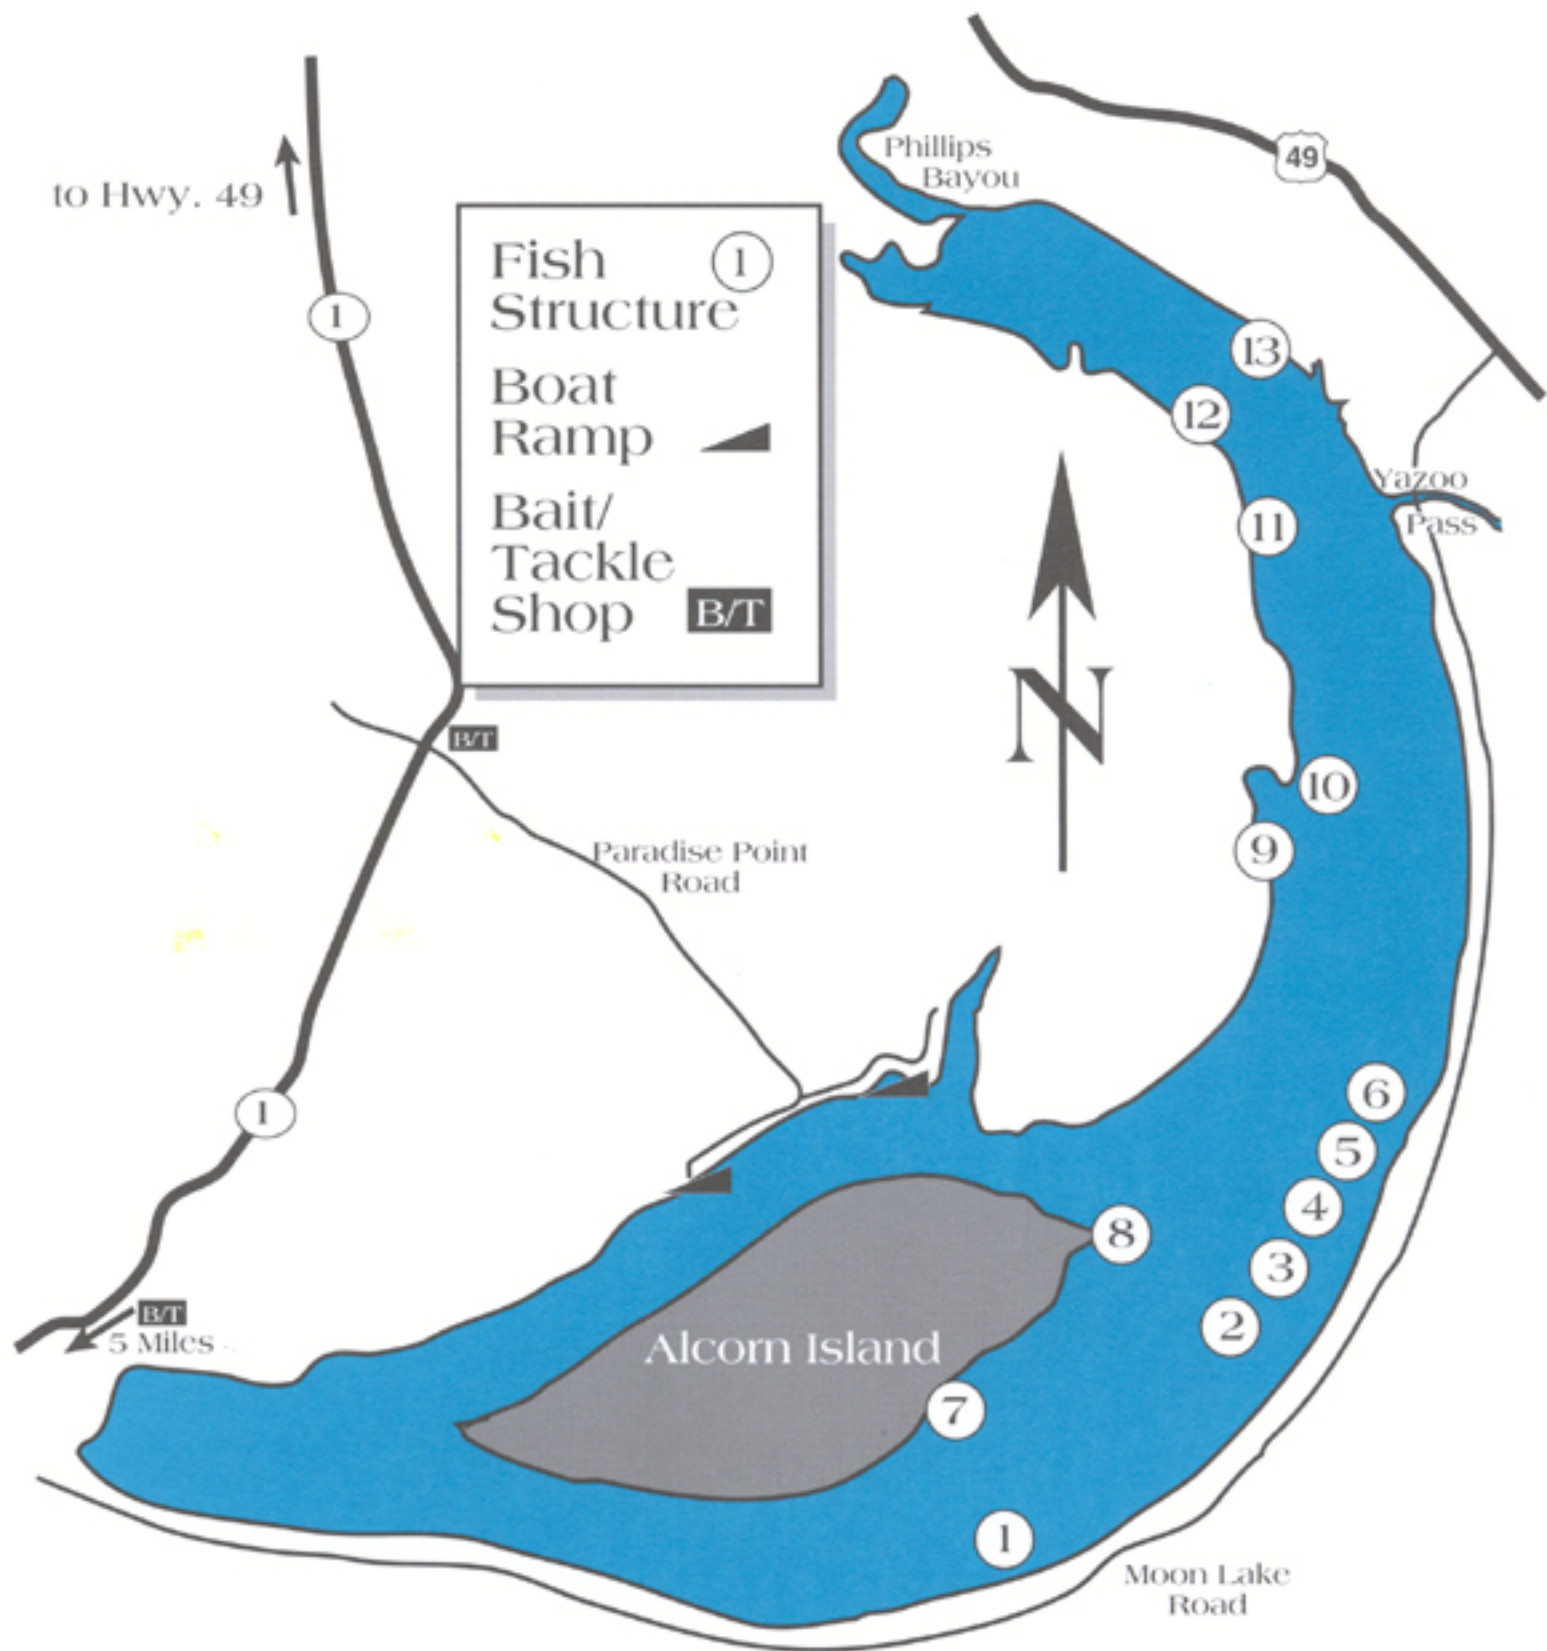 Phillips
Bayou
49
to Hwy. 49
1
Fish
Structure
1
Boat
Ramp
Bait/
Tackle
Shop
B/T
13
12
Yazoo
Pass
11
N
B/T
10
9
Paradise Point
Road
6
1
5
4
8
3
B/T
5 Miles
2
Alcorn Island
7
1
Moon Lake
Road